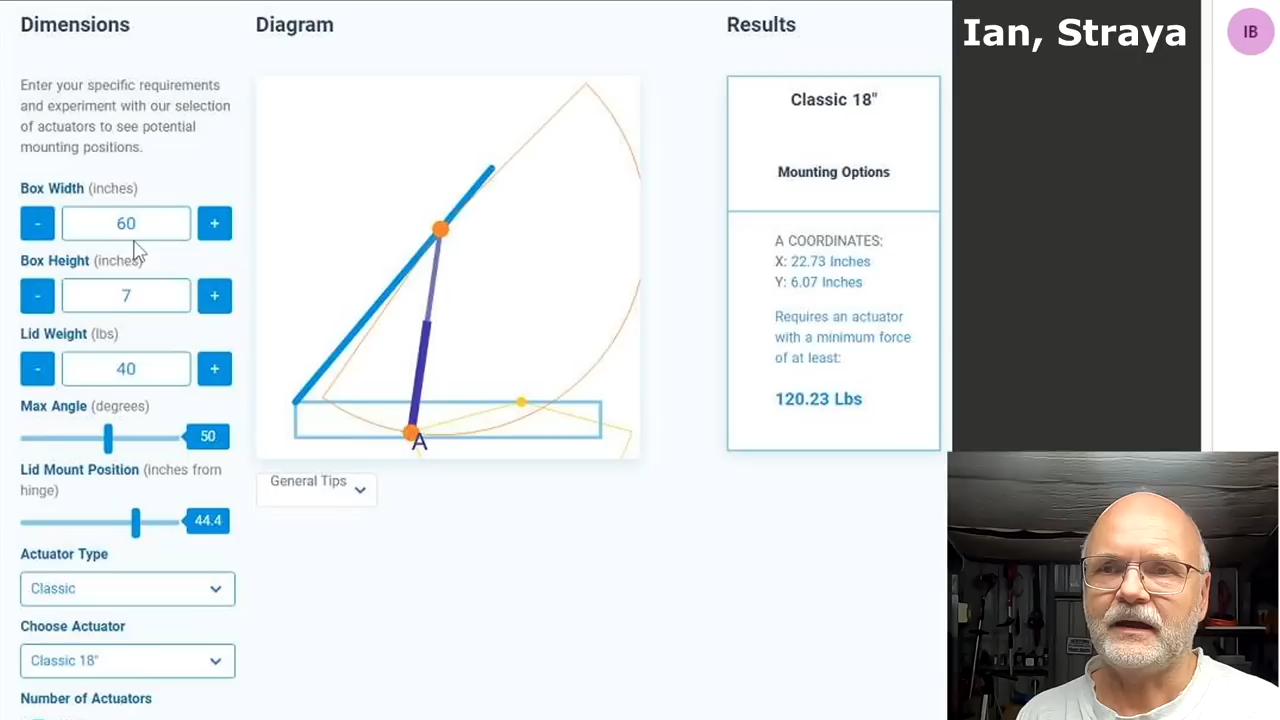 Dimensions
Enter your specific requirements
and experiment with our selection
of actuators to see potential
mounting positions.
Box Width (inches)
-
60
+
Box Height (inches)
-
7
+
Lid Weight (lbs)
-
40
+
Max Angle (degrees)
50
Lid Mount Position (inches from
hinge)
44.4
Actuator Type
Classic
Choose Actuator
Classic 18"
Number of Actuators
Diagram
A
General Tips
Results
Classic 18"
Mounting Options
A COORDINATES:
X: 22.73 Inches
Y: 6.07 Inches
Requires an actuator
with a minimum force
of at least:
120.23 Lbs
Ian, Straya
IB